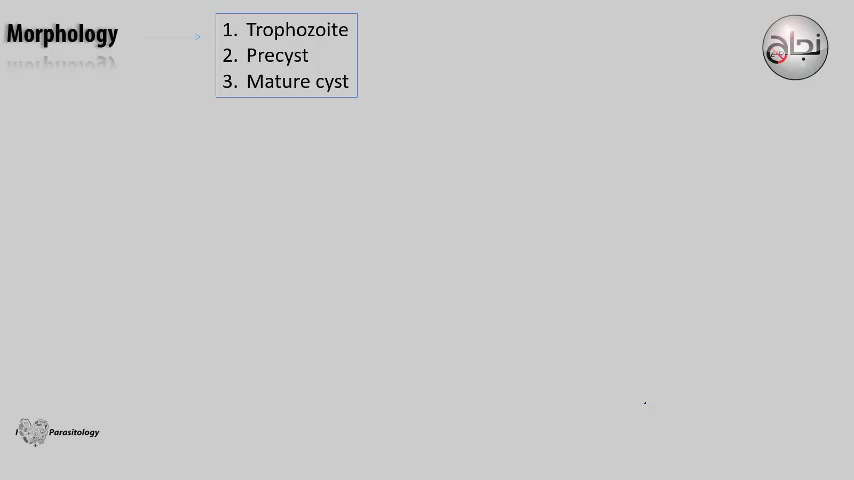 Morphology
1. Trophozoite
2. Precyst
3. Mature cyst
نجاح
I Parasitology